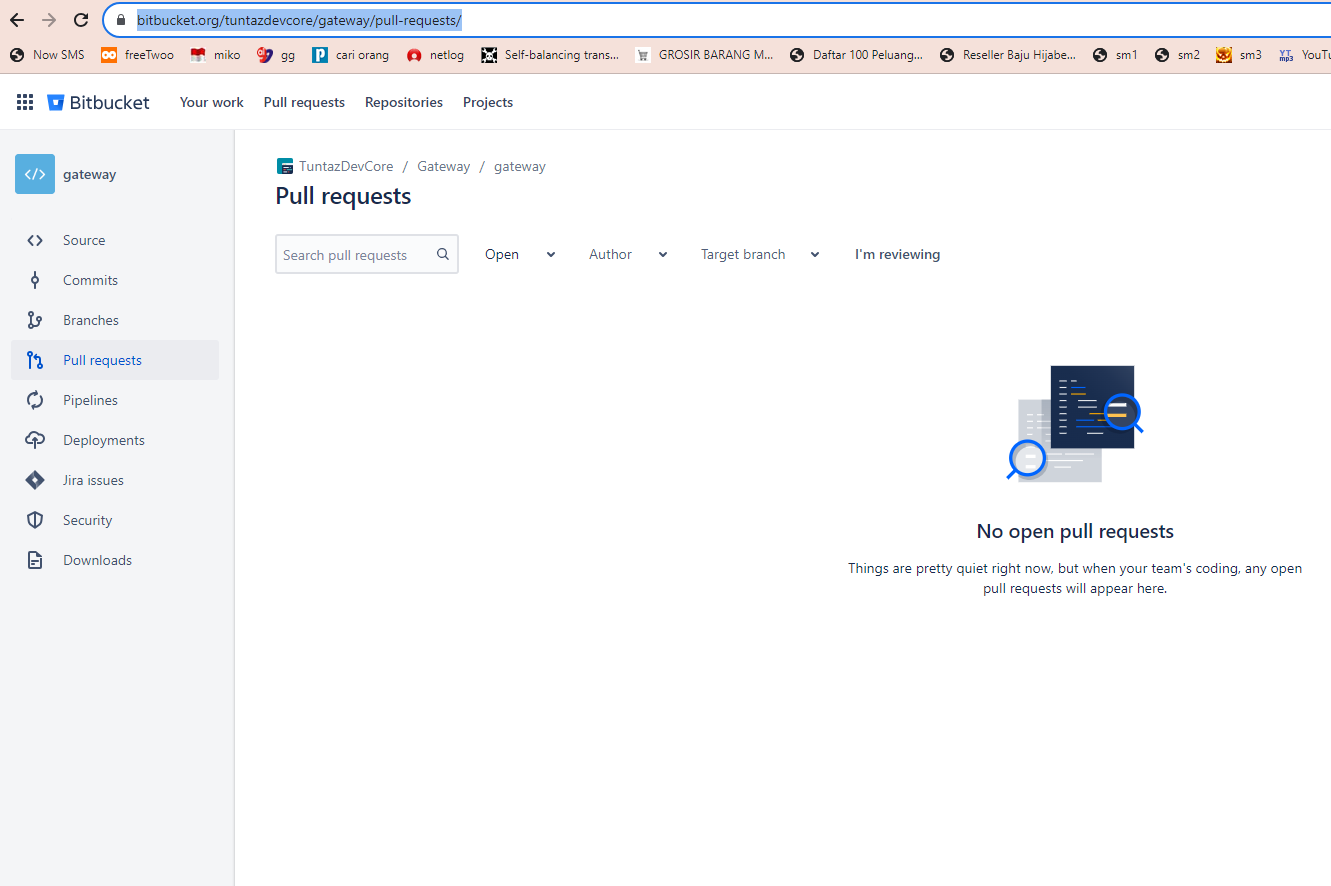 bitbucket.org/tuntazdevcore/gateway/pull-requests/
Now SMS freeTwoo miko gg cari orang netlog Self-balancing trans... GROSIR BARANG M... Daftar 100 Peluang... Reseller Baju Hijabe... sm1 sm2 sm3 YT mp3 YouTu
Bitbucket Your work Pull requests Repositories Projects
gateway
Source
Commits
Branches
Pull requests
Pipelines
Deployments
Jira issues
Security
Downloads
TuntazDevCore / Gateway / gateway
Pull requests
Search pull requests Open Author Target branch I'm reviewing
No open pull requests
Things are pretty quiet right now, but when your team's coding, any open
pull requests will appear here.